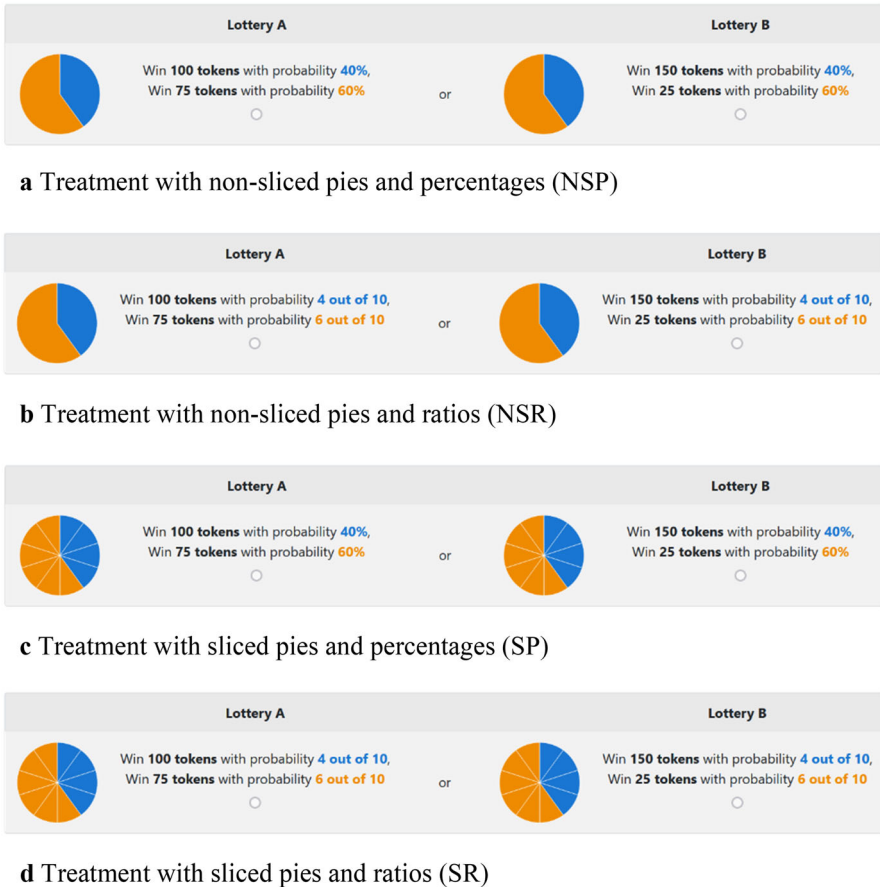 Lottery A
Lottery B
Win 100 tokens with probability 40%,
Win 75 tokens with probability 60%
or
Win 150 tokens with probability 40%,
Win 25 tokens with probability 60%
a Treatment with non-sliced pies and percentages (NSP)
Lottery A
Lottery B
Win 100 tokens with probability 4 out of 10,
Win 75 tokens with probability 6 out of 10
or
Win 150 tokens with probability 4 out of 10,
Win 25 tokens with probability 6 out of 10
b Treatment with non-sliced pies and ratios (NSR)
Lottery A
Lottery B
Win 100 tokens with probability 40%,
Win 75 tokens with probability 60%
or
Win 150 tokens with probability 40%,
Win 25 tokens with probability 60%
c Treatment with sliced pies and percentages (SP)
Lottery A
Lottery B
Win 100 tokens with probability 4 out of 10,
Win 75 tokens with probability 6 out of 10
or
Win 150 tokens with probability 4 out of 10,
Win 25 tokens with probability 6 out of 10
d Treatment with sliced pies and ratios (SR)